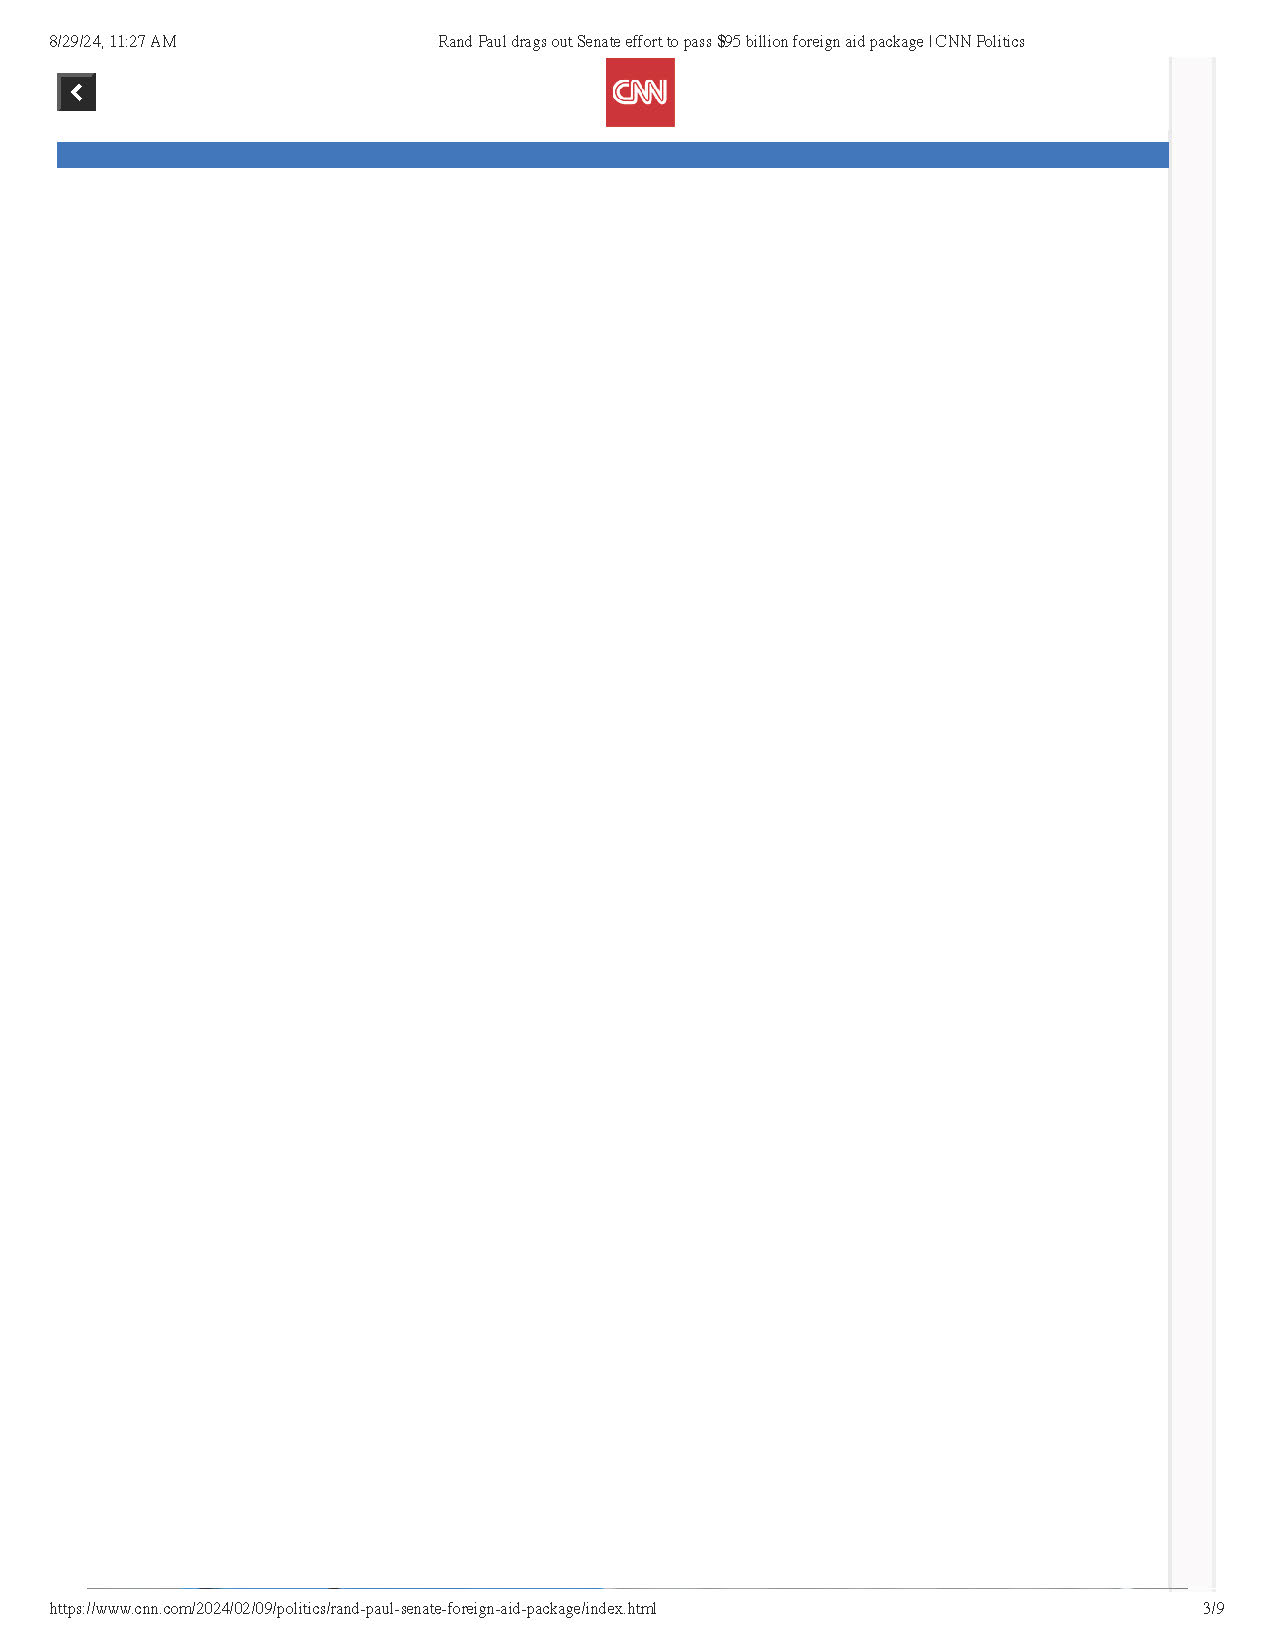 8/29/24, 11:27 AM Rand Paul drags out Senate effort to pass $95 billion foreign aid package | CNN Politics
CNN
https://www.cnn.com/2024/02/09/politics/rand-paul-senate-foreign-aid-package/index.html 3/9